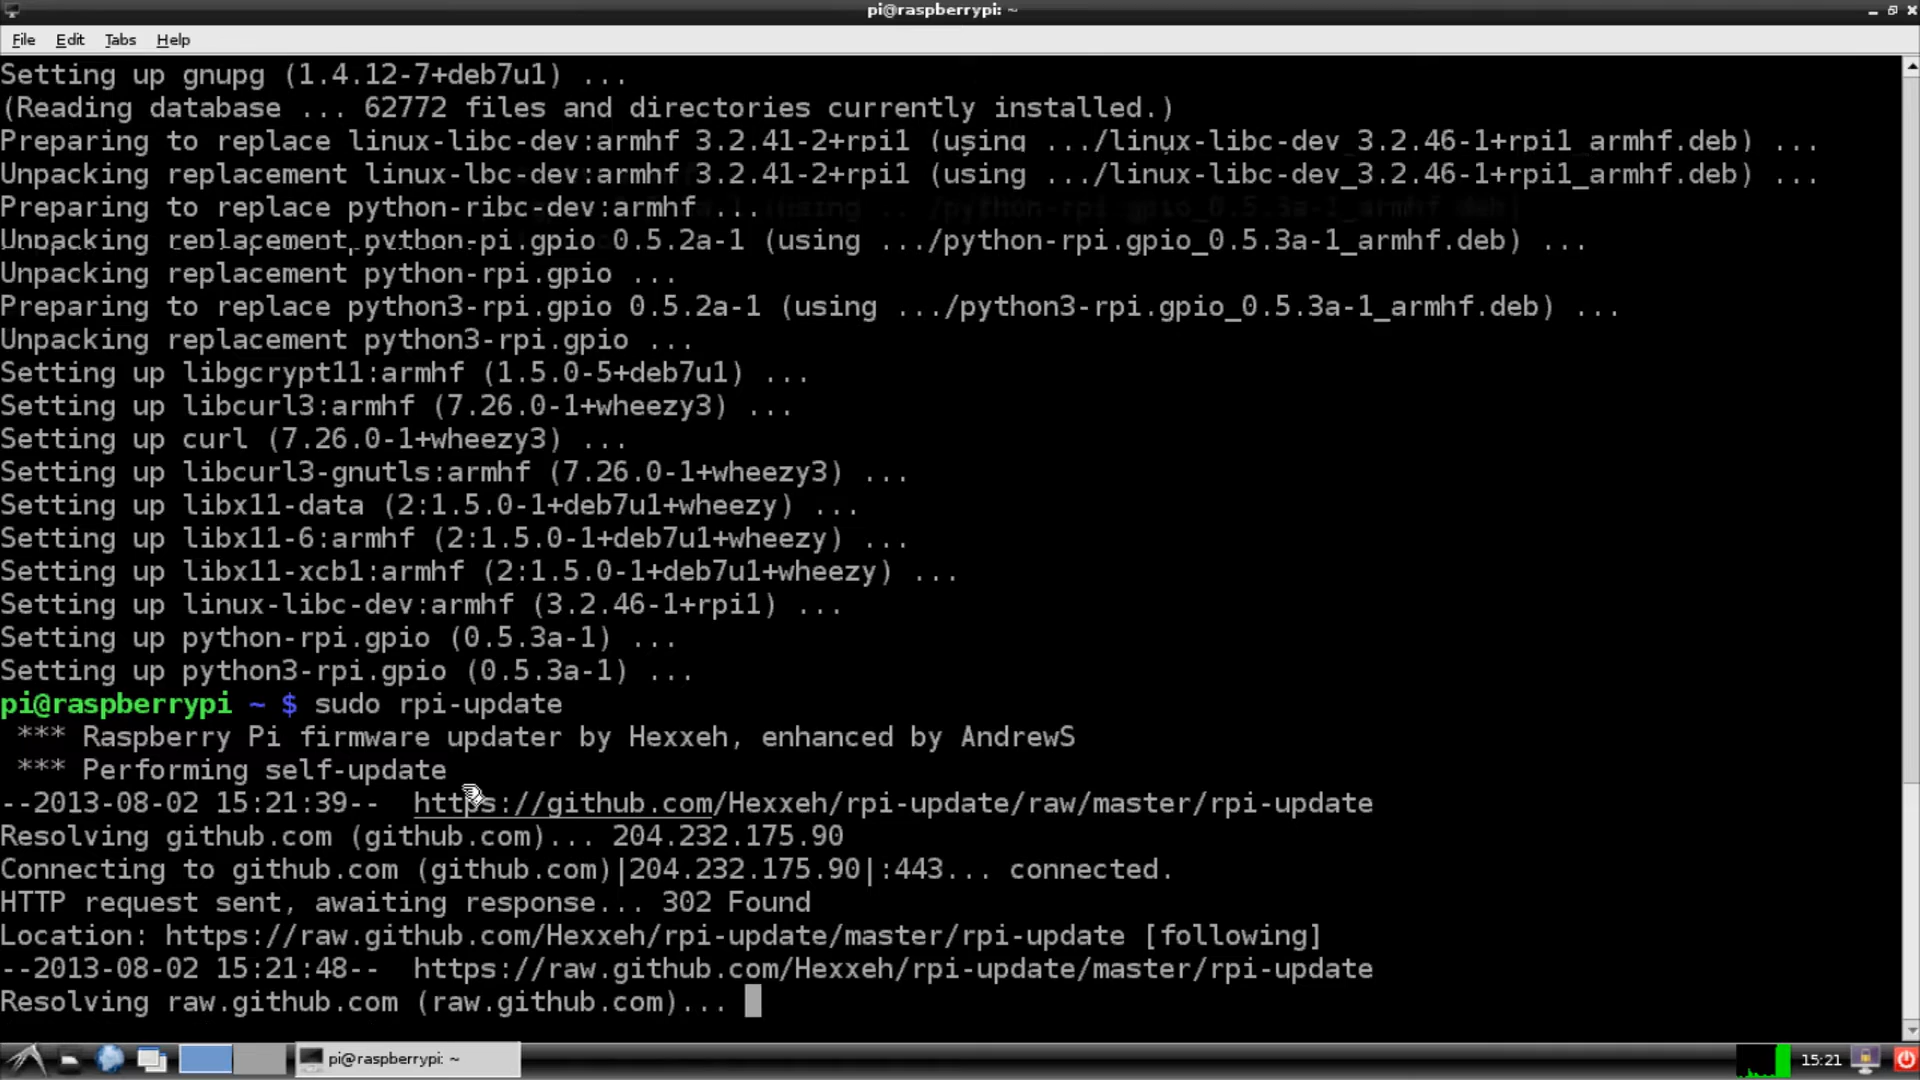 pi@raspberrypi: ~
File Edit Tabs Help
Setting up gnupg (1.4.12-7+deb7u1) ...
(Reading database ... 62772 files and directories currently installed.)
Preparing to replace linux-libc-dev:armhf 3.2.41-2+rpi1 (using .../linux-libc-dev_3.2.46-1+rpi1_armhf.deb) ...
Unpacking replacement linux-lbc-dev:armhf 3.2.41-2+rpi1 (using .../linux-libc-dev_3.2.46-1+rpi1_armhf.deb) ...
Preparing to replace python-ribc-dev:armhf ...
Unpacking replacement python-pi.gpio 0.5.2a-1 (using .../python-rpi.gpio_0.5.3a-1_armhf.deb) ...
Unpacking replacement python-rpi.gpio ...
Preparing to replace python3-rpi.gpio 0.5.2a-1 (using .../python3-rpi.gpio_0.5.3a-1_armhf.deb) ...
Unpacking replacement python3-rpi.gpio ...
Setting up libgcrypt11:armhf (1.5.0-5+deb7u1) ...
Setting up libcurl3:armhf (7.26.0-1+wheezy3) ...
Setting up curl (7.26.0-1+wheezy3) ...
Setting up libcurl3-gnutls:armhf (7.26.0-1+wheezy3) ...
Setting up libx11-data (2:1.5.0-1+deb7u1+wheezy) ...
Setting up libx11-6:armhf (2:1.5.0-1+deb7u1+wheezy) ...
Setting up libx11-xcb1:armhf (2:1.5.0-1+deb7u1+wheezy) ...
Setting up linux-libc-dev:armhf (3.2.46-1+rpi1) ...
Setting up python-rpi.gpio (0.5.3a-1) ...
Setting up python3-rpi.gpio (0.5.3a-1) ...
pi@raspberrypi ~ $ sudo rpi-update
*** Raspberry Pi firmware updater by Hexxeh, enhanced by AndrewS
*** Performing self-update
--2013-08-02 15:21:39--  https://github.com/Hexxeh/rpi-update/raw/master/rpi-update
Resolving github.com (github.com)... 204.232.175.90
Connecting to github.com (github.com)|204.232.175.90|:443... connected.
HTTP request sent, awaiting response... 302 Found
Location: https://raw.github.com/Hexxeh/rpi-update/master/rpi-update [following]
--2013-08-02 15:21:48--  https://raw.github.com/Hexxeh/rpi-update/master/rpi-update
Resolving raw.github.com (raw.github.com)...
pi@raspberrypi: ~
15:21